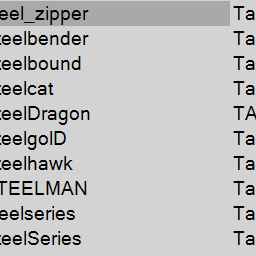 eel_zipper Ta
teelbender Ta
teelbound Ta
teelcat Ta
teelDragon TA
teelgolD Ta
teelhawk Ta
TEELMAN Ta
eelseries Ta
teelSeries Ta